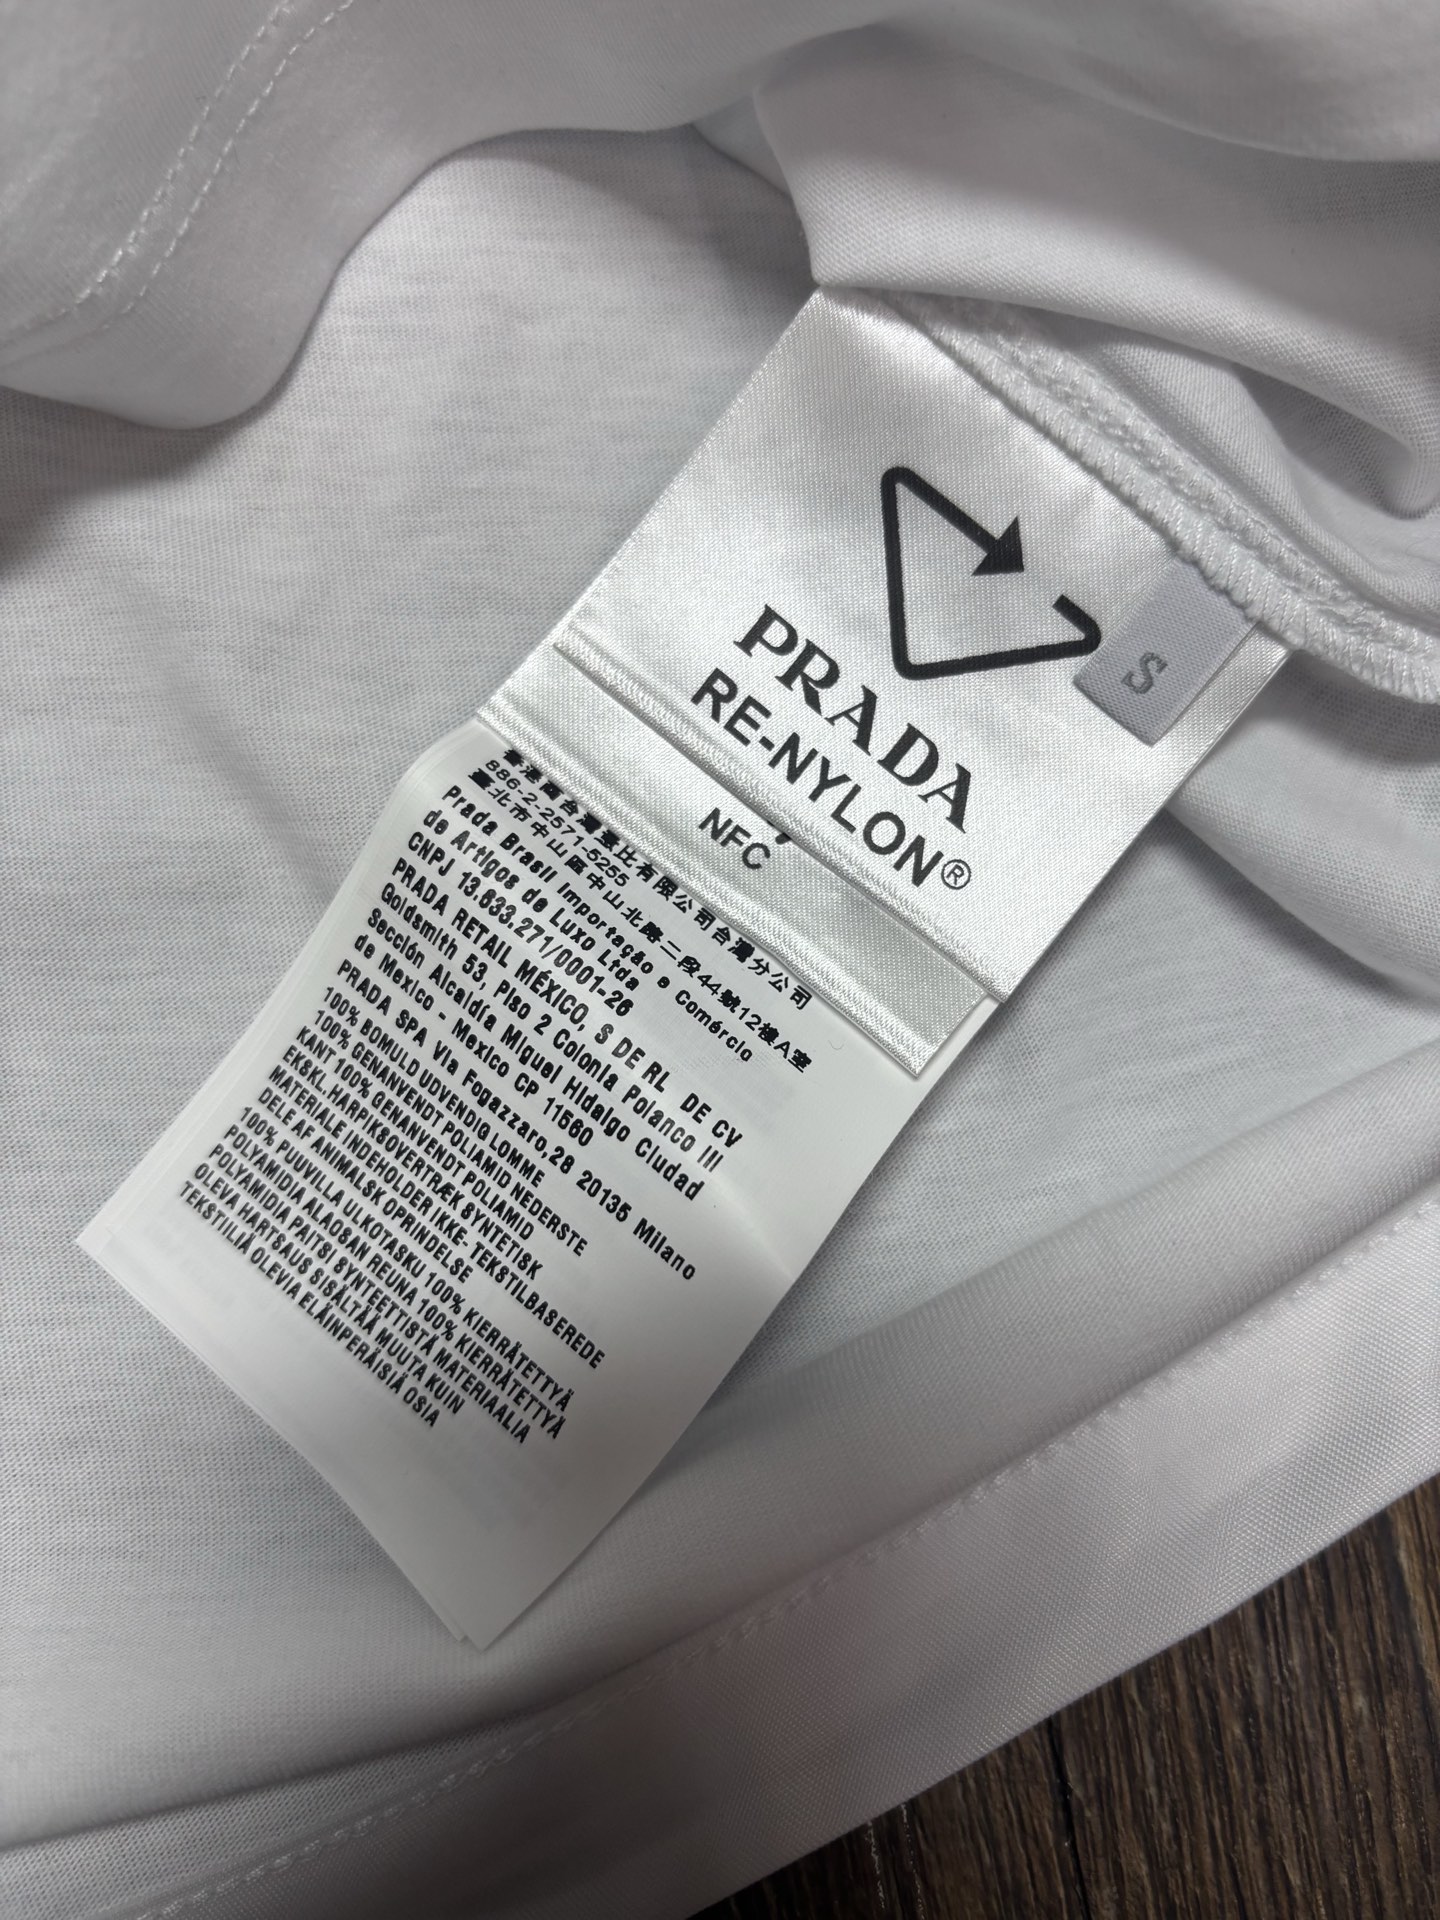 PRADA
RE-NYLON®
S
NFC
香港商台灣普比有限公司台灣分公司
886-2-2571-5255
臺北市中山區中山北路二段44號12樓A室
Prada Brasil Importação e Comércio
de Artigos de Luxo Ltda
CNPJ 13.633.271/0001-26
PRADA RETAIL MÉXICO, S DE RL DE CV
Goldsmith 53, Piso 2 Colonia Polanco III
Sección Alcaldía Miguel Hidalgo Ciudad
de Mexico - Mexico CP 11560
PRADA SPA Via Fogazzaro,28 20135 Milano
100% BOMULD UDVENDIG LOMME
100% GENANVENDT POLIAMID NEDERSTE
KANT 100% GENANVENDT POLIAMID
EKSKL.HARPIKSOVERTRÆK SYNTETISK
MATERIALE INDEHOLDER IKKE- TEKSTILBASEREDE
DELE AF ANIMALSK OPRINDELSE
100% PUUVILLA ULKOTASKU 100% KIERRÄTETTYÄ
POLYAMIDIA ALAOSAN REUNA 100% KIERRÄTETTYÄ
POLYAMIDIA PAITSI SYNTEETTISTÄ MATERIAALIA
OLEVA HARTSAUS SISÄLTÄÄ MUUTA KUIN
TEKSTIILIÄ OLEVIA ELÄINPERÄISIÄ OSIA